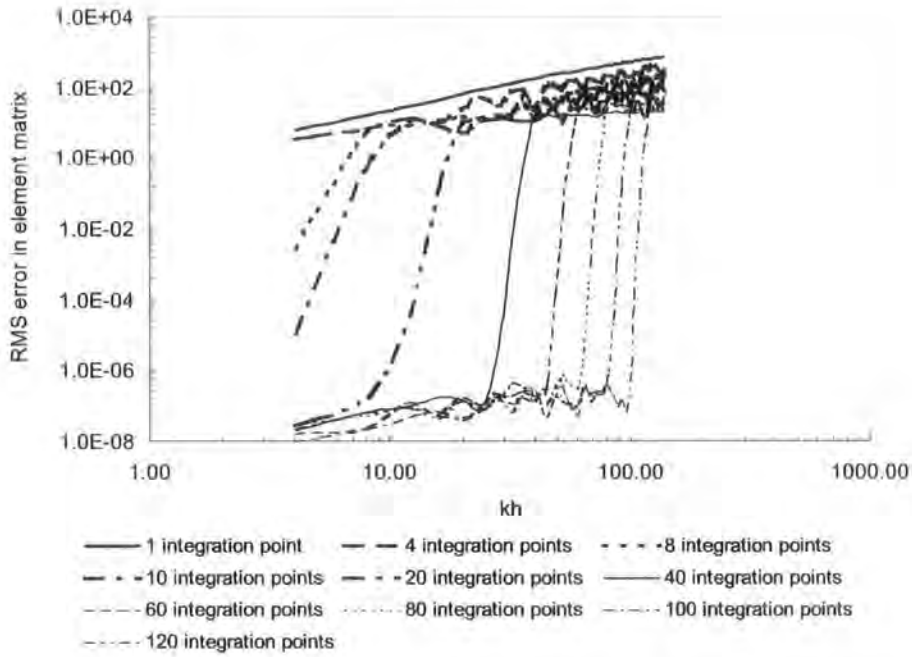 1.0E+04
1.0E+02
1.0E+00
1.0E-02
1.0E-04
1.0E-06
1.0E-08
RMS error in element matrix
1.00 10.00 100.00 1000.00
kh
1 integration point 4 integration points 8 integration points
10 integration points 20 integration points 40 integration points
60 integration points 80 integration points 100 integration points
120 integration points